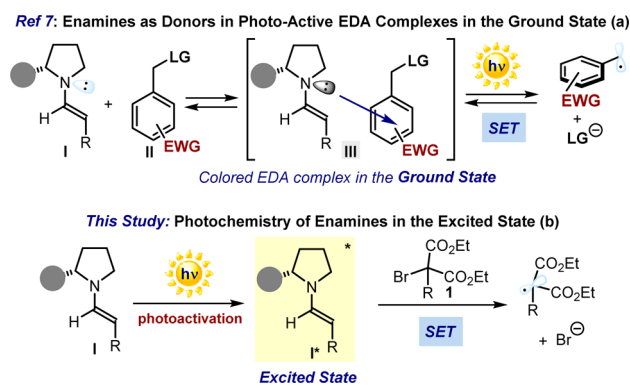 Ref 7: Enamines as Donors in Photo-Active EDA Complexes in the Ground State (a)
LG
LG
N
N
hν
H
R
+
EWG
H
R
EWG
SET
EWG
+
LG⊖
I
II
III
Colored EDA complex in the Ground State
This Study: Photochemistry of Enamines in the Excited State (b)
*
N
H
R
I
hν
photoactivation
N
H
R
I*
CO2Et
Br
CO2Et
R
1
SET
CO2Et
CO2Et
R
+ Br⊖
Excited State